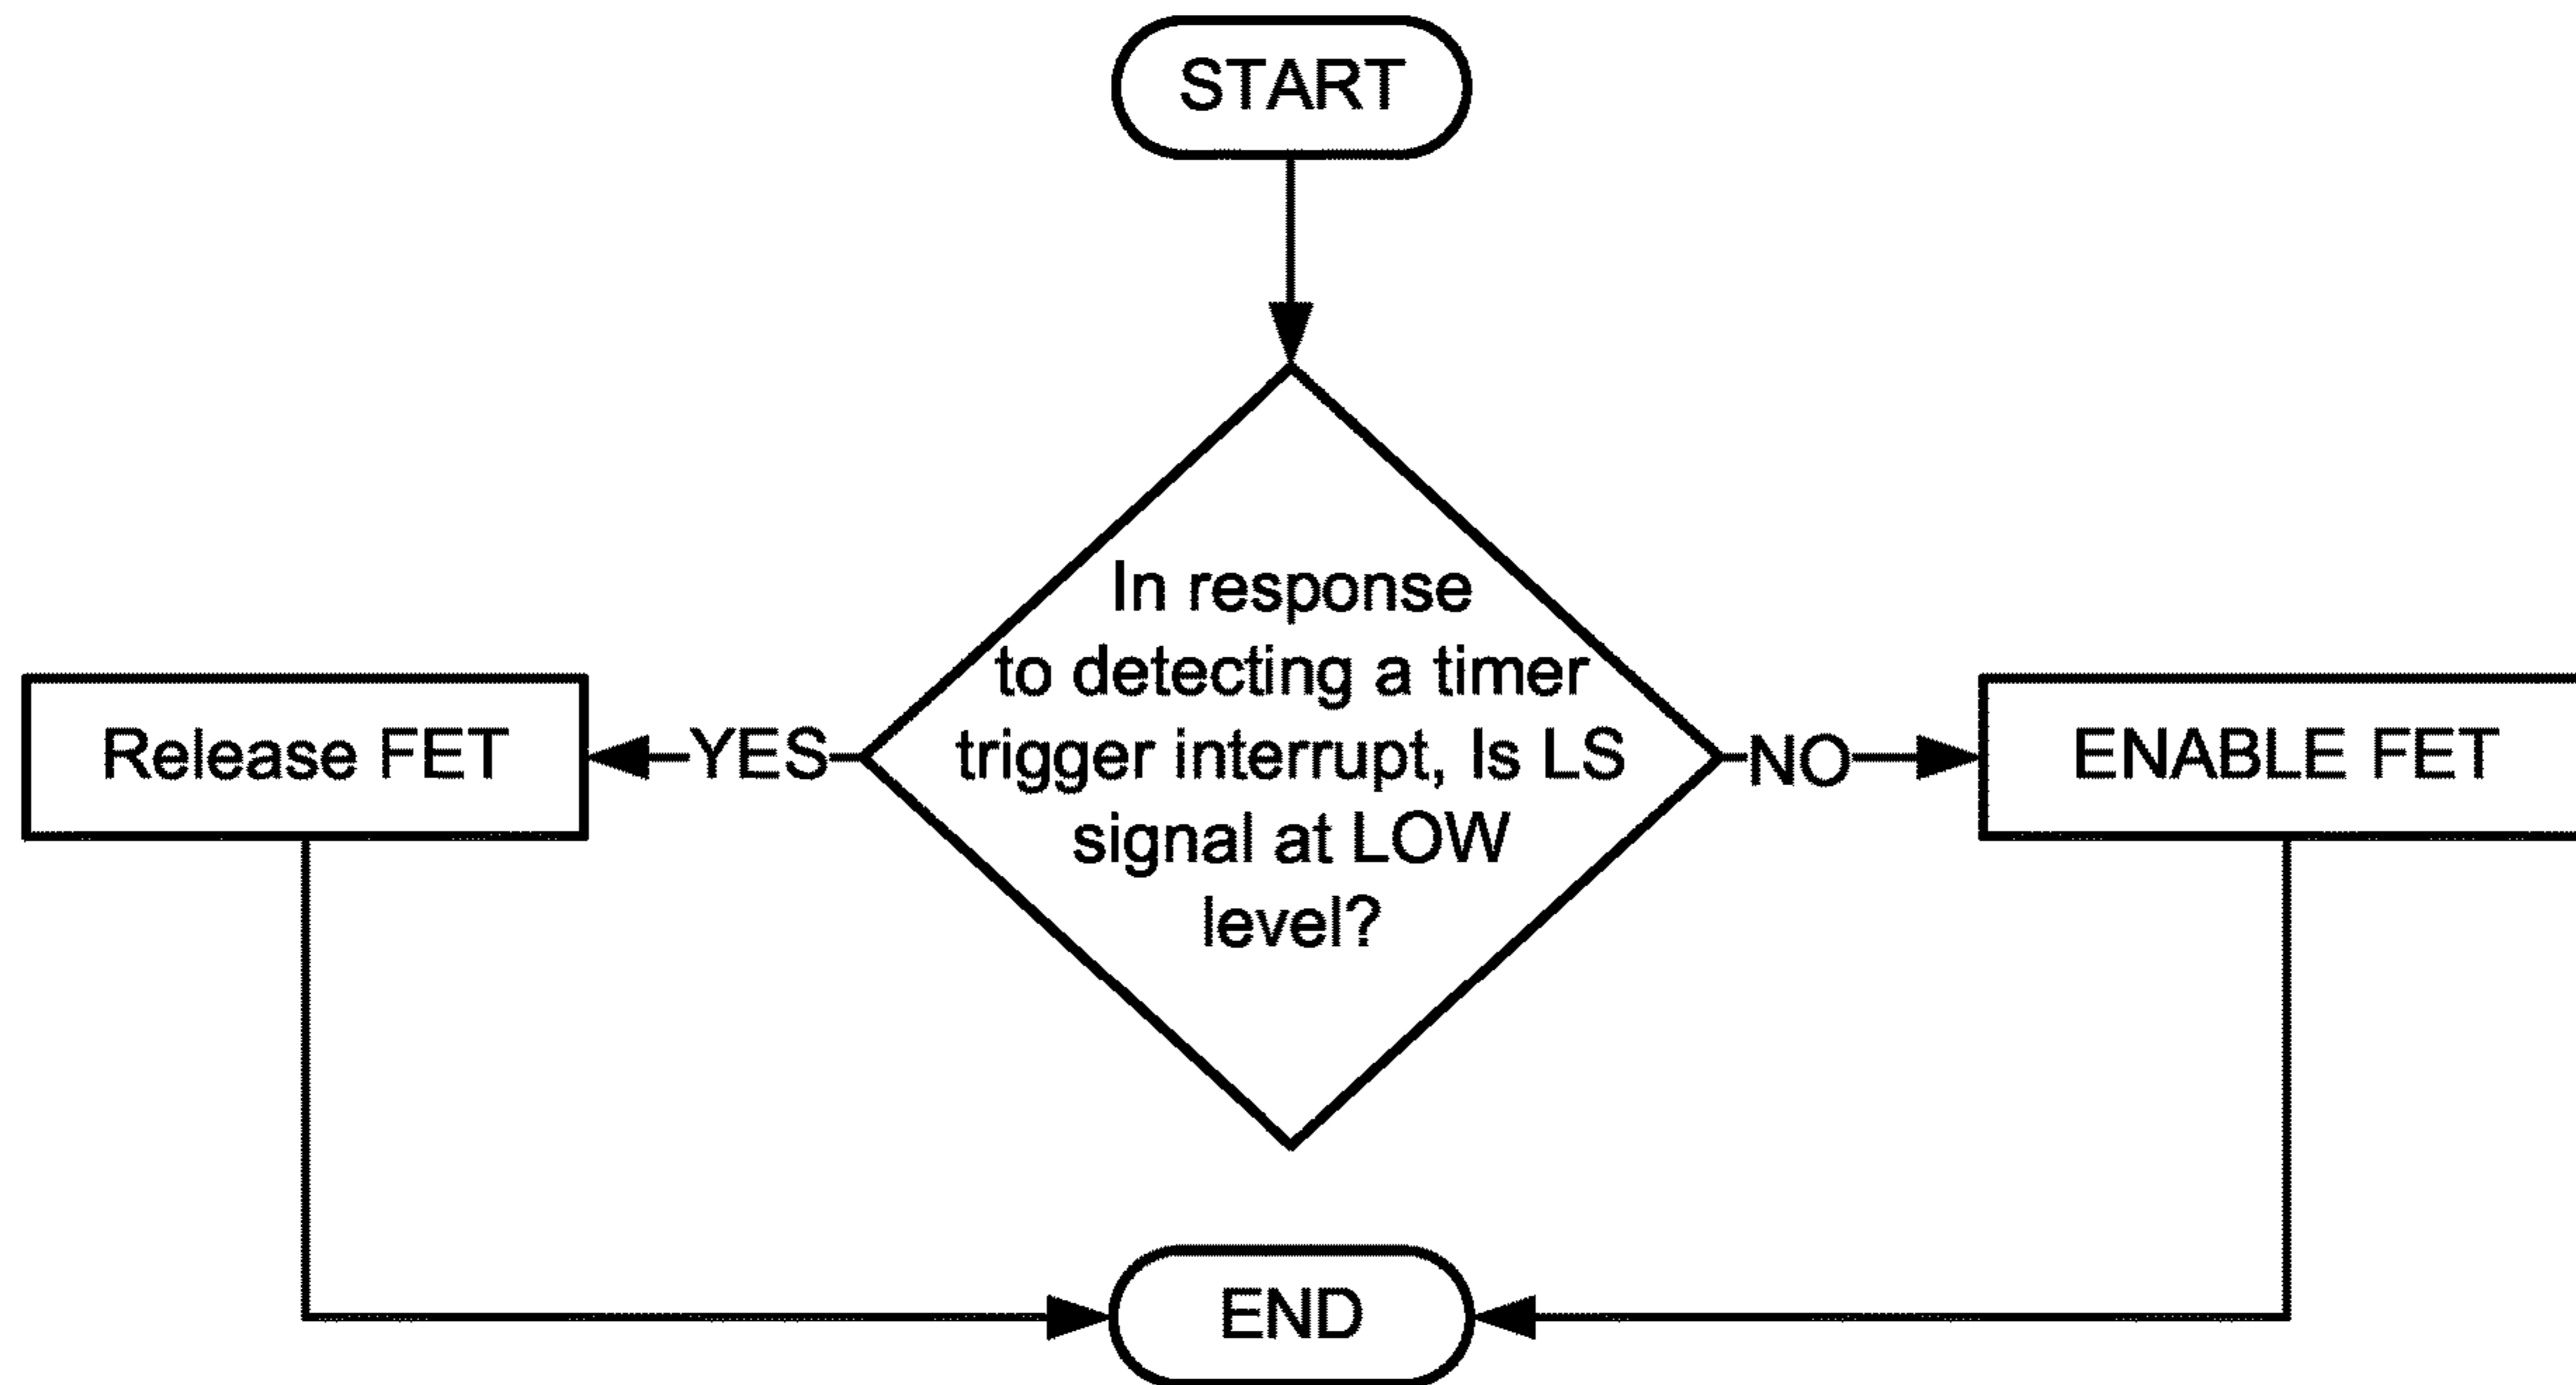 START
In response
to detecting a timer
trigger interrupt, Is LS
signal at LOW
level?
Release FET
YES
NO
ENABLE FET
END